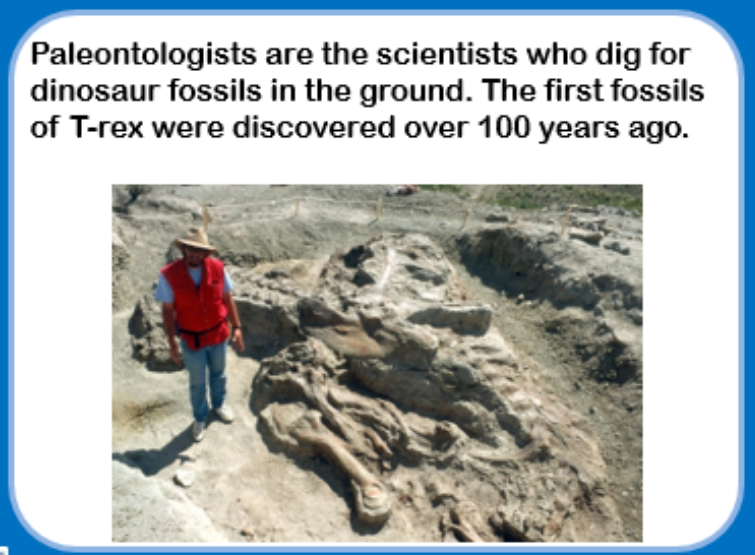 Paleontologists are the scientists who dig for
dinosaur fossils in the ground. The first fossils
of T-rex were discovered over 100 years ago.